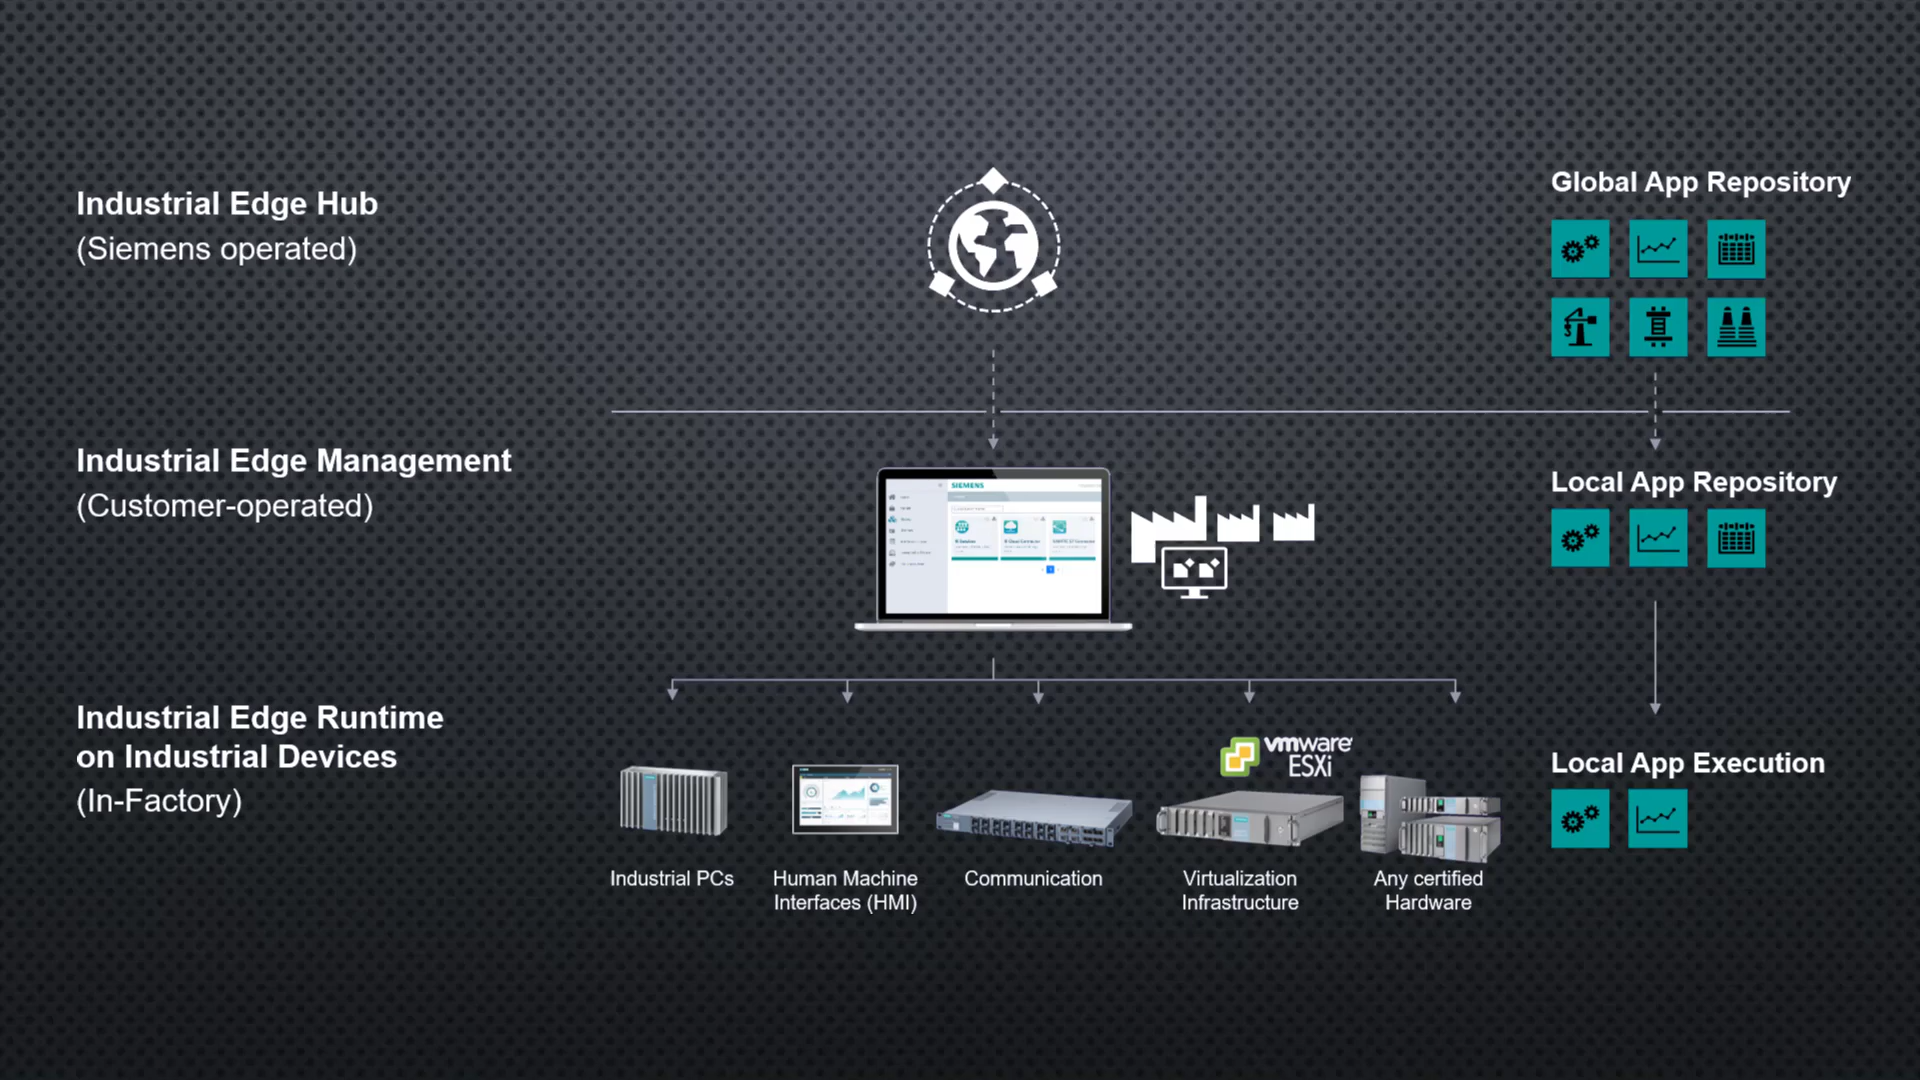 Industrial Edge Hub
(Siemens operated)
Global App Repository
Industrial Edge Management
(Customer-operated)
SIEMENS
Local App Repository
Industrial Edge Runtime
on Industrial Devices
(In-Factory)
vmware
ESXi
Local App Execution
Industrial PCs
Human Machine
Interfaces (HMI)
Communication
Virtualization
Infrastructure
Any certified
Hardware